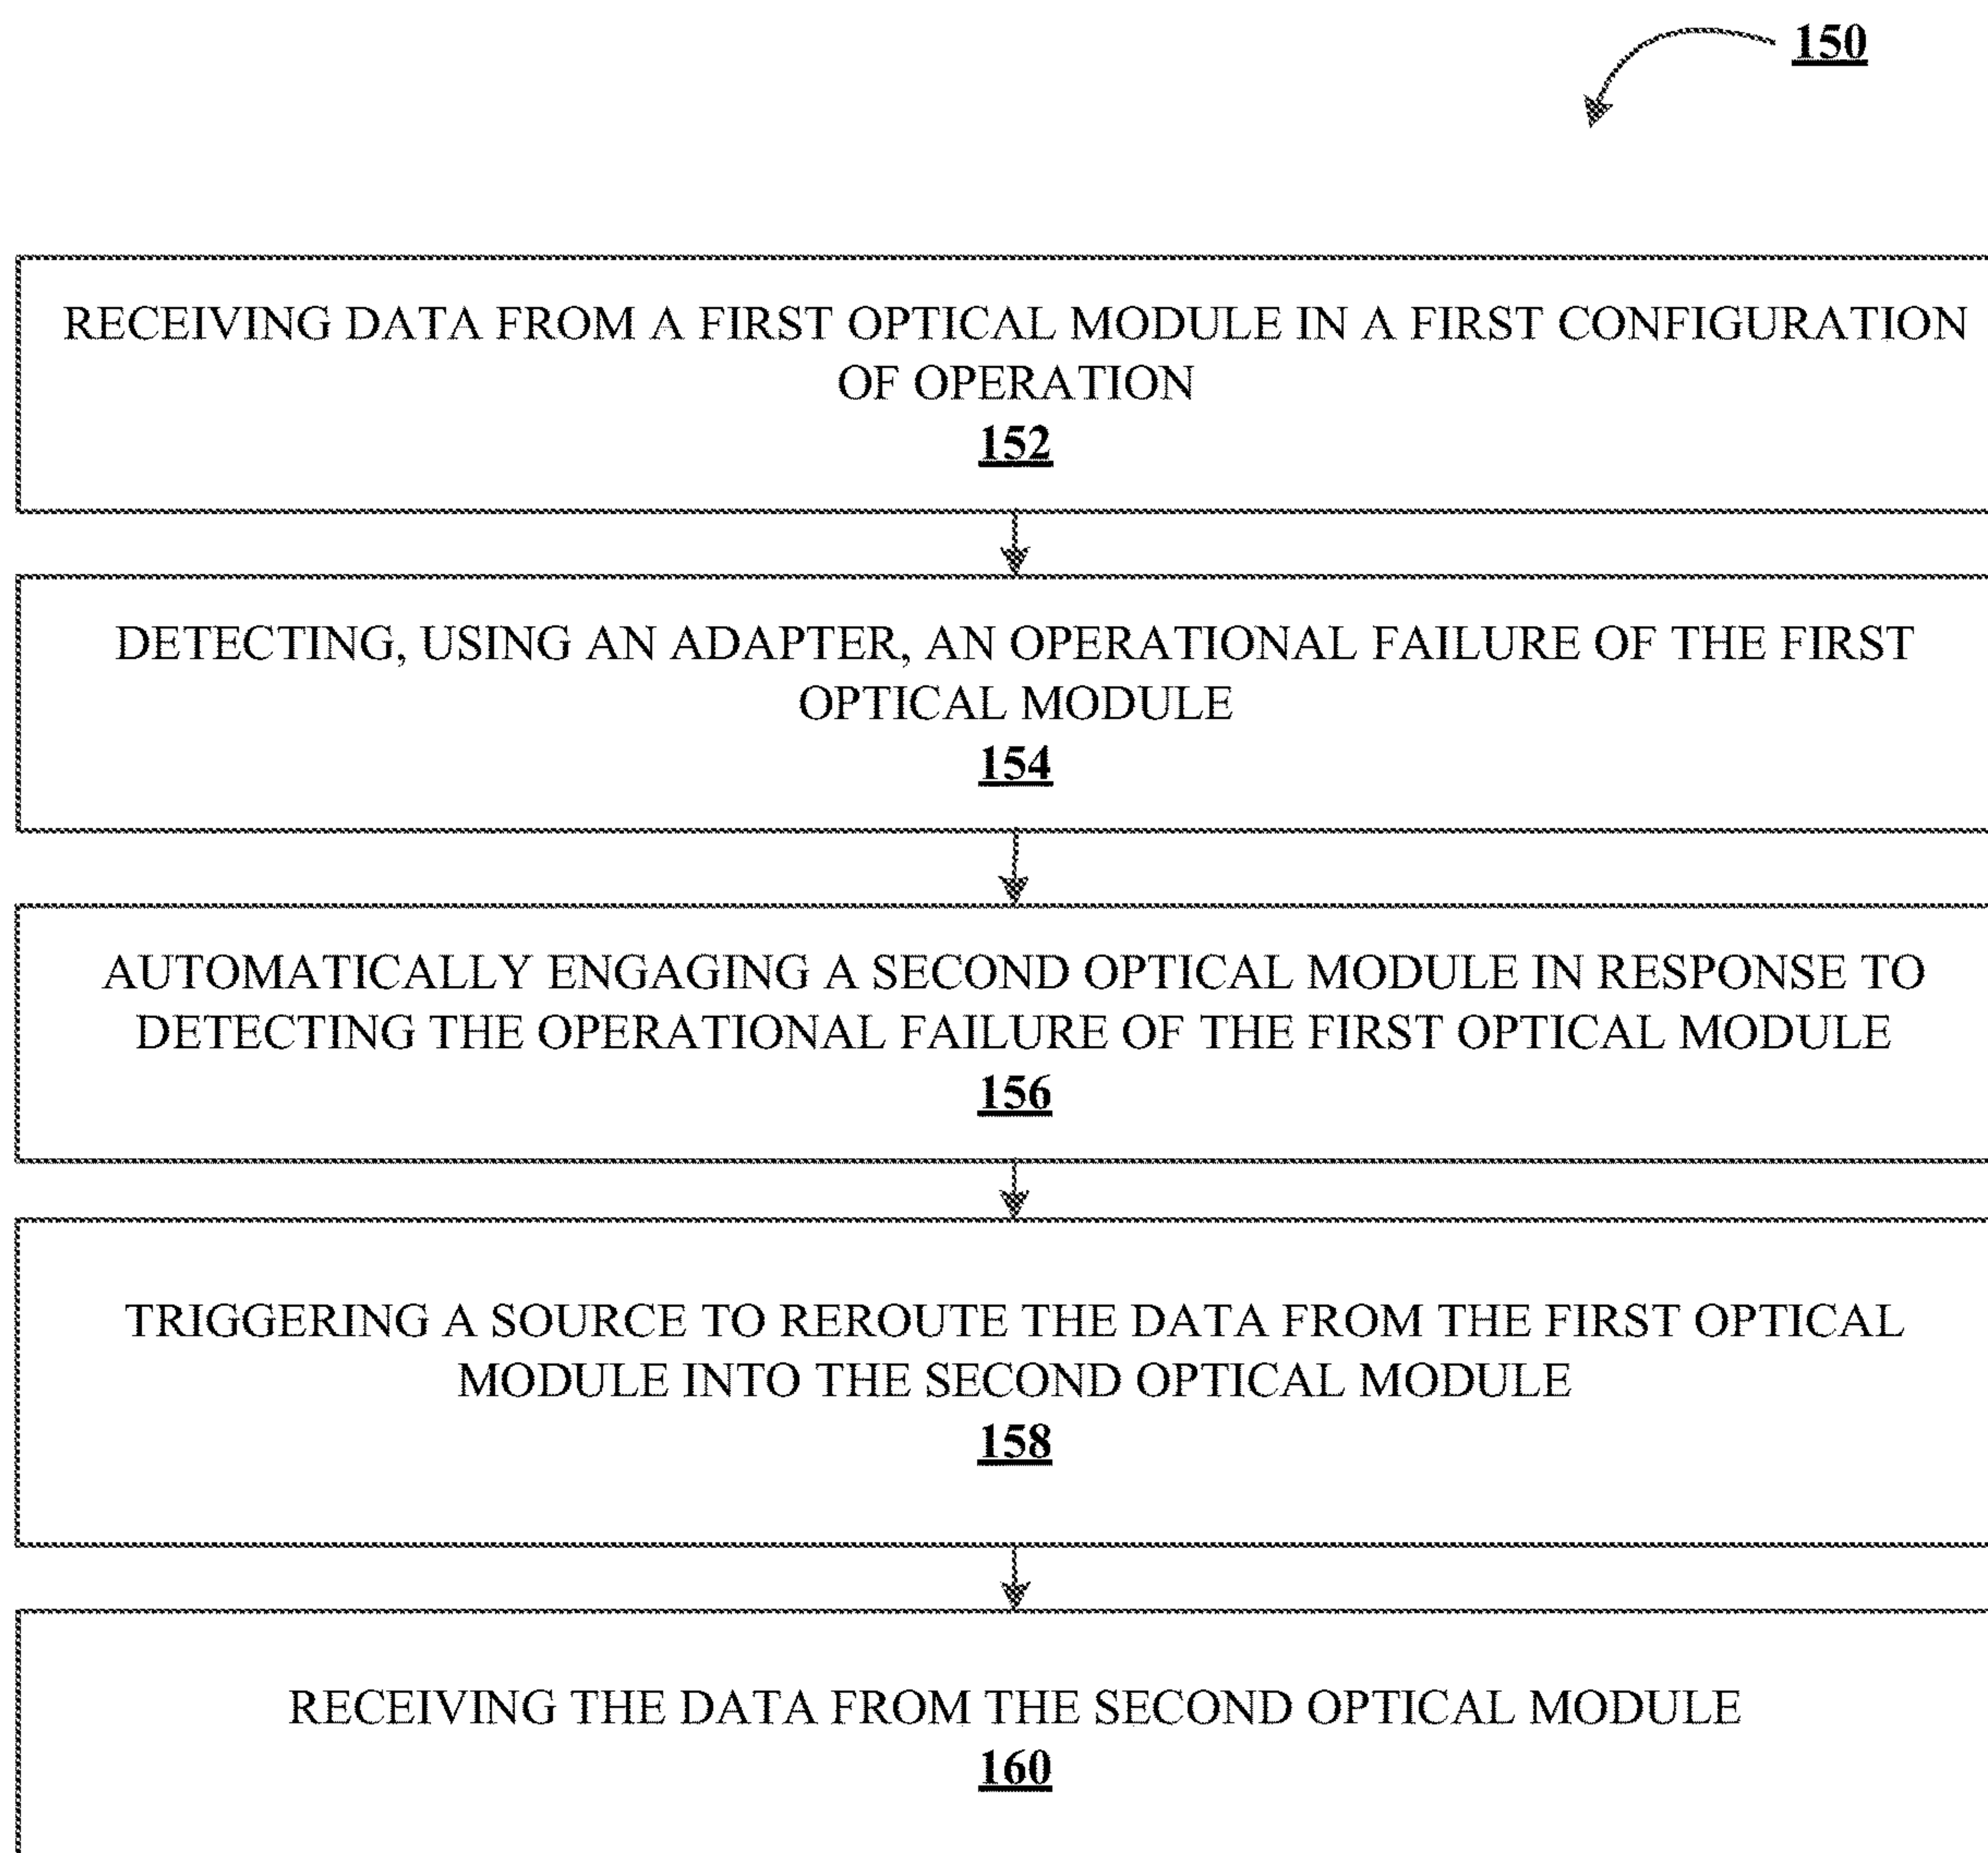 150
RECEIVING DATA FROM A FIRST OPTICAL MODULE IN A FIRST CONFIGURATION
OF OPERATION
152
DETECTING, USING AN ADAPTER, AN OPERATIONAL FAILURE OF THE FIRST
OPTICAL MODULE
154
AUTOMATICALLY ENGAGING A SECOND OPTICAL MODULE IN RESPONSE TO
DETECTING THE OPERATIONAL FAILURE OF THE FIRST OPTICAL MODULE
156
TRIGGERING A SOURCE TO REROUTE THE DATA FROM THE FIRST OPTICAL
MODULE INTO THE SECOND OPTICAL MODULE
158
RECEIVING THE DATA FROM THE SECOND OPTICAL MODULE
160